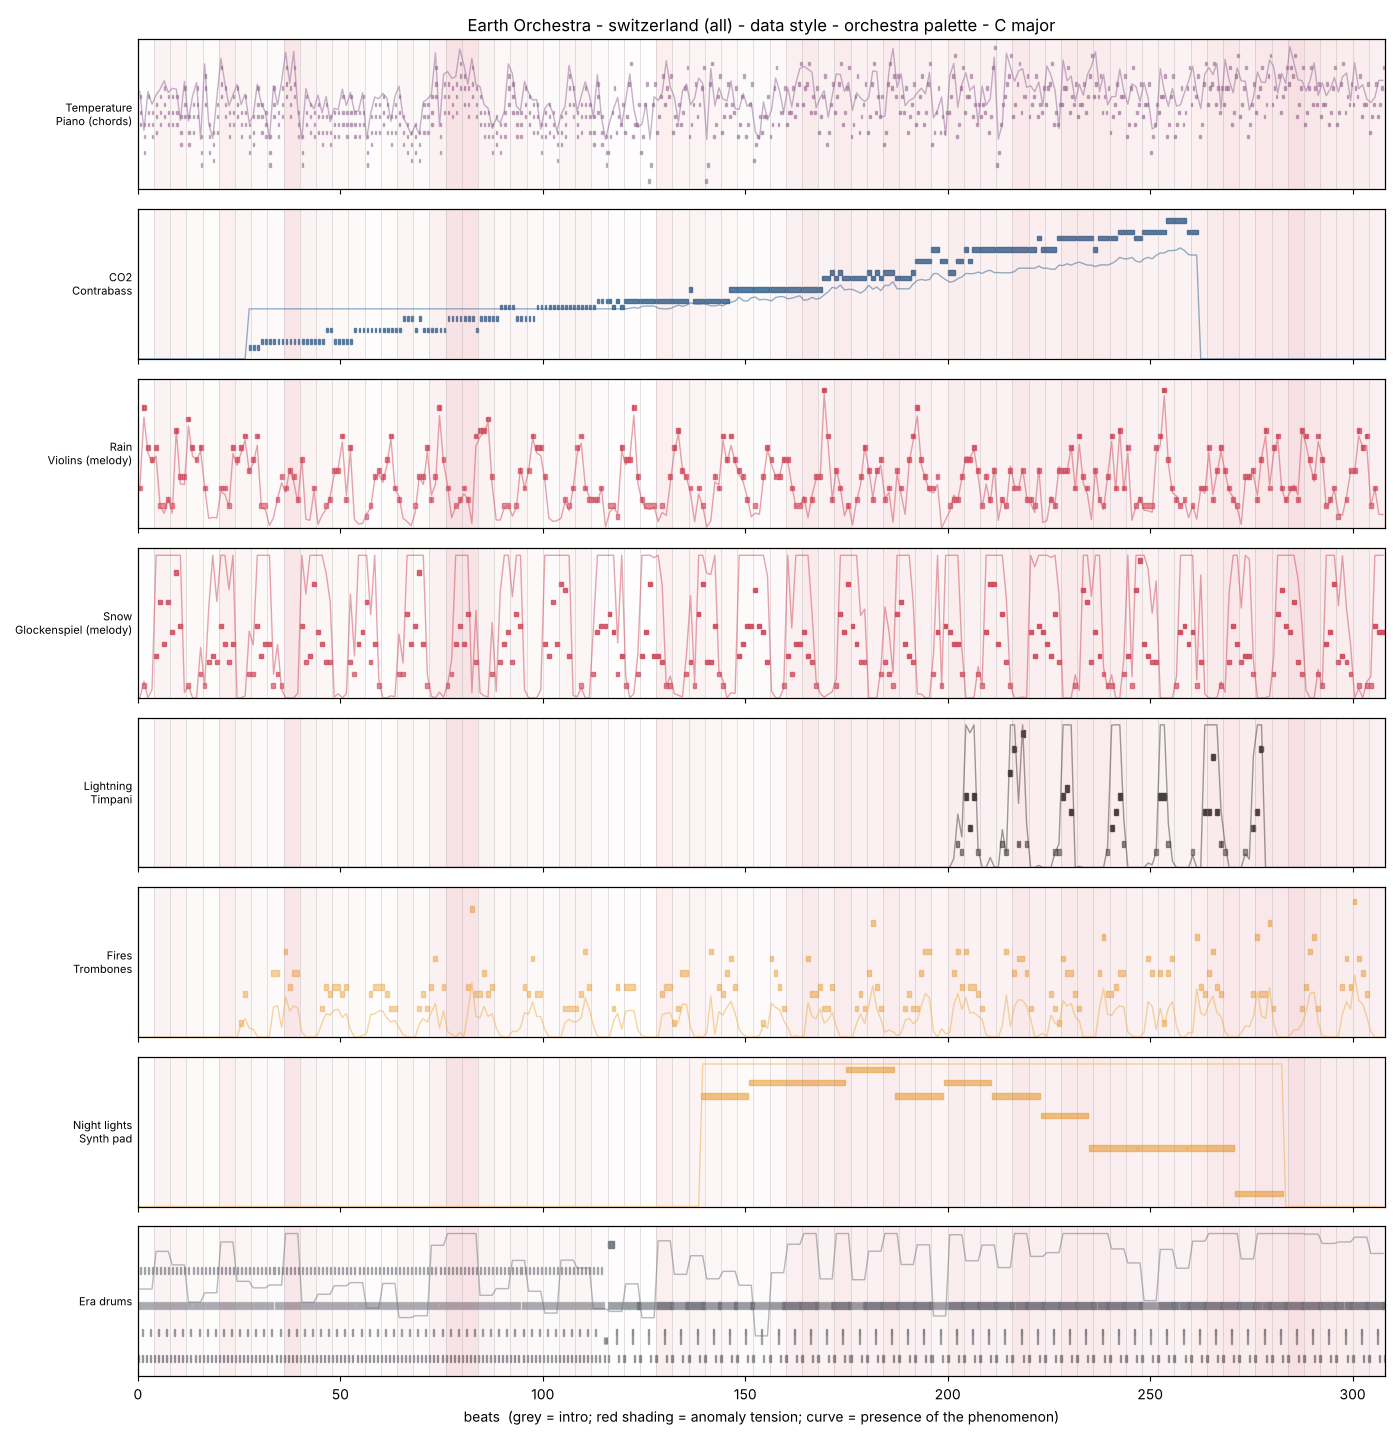 Earth Orchestra - switzerland (all) - data style - orchestra palette - C major
Temperature
Piano (chords)
CO2
Contrabass
Rain
Violins (melody)
Snow
Glockenspiel (melody)
Lightning
Timpani
Fires
Trombones
Night lights
Synth pad
Era drums
0 50 100 150 200 250 300
beats (grey = intro; red shading = anomaly tension; curve = presence of the phenomenon)